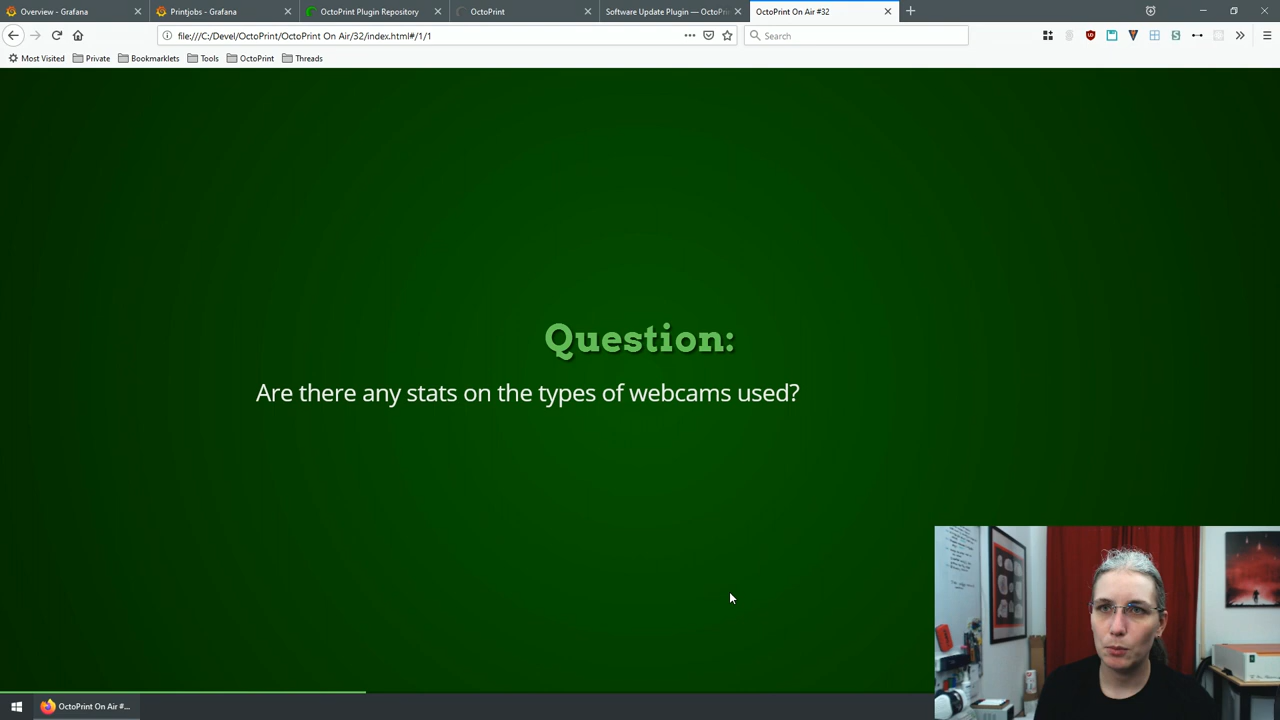 Overview - Grafana
Printjobs - Grafana
OctoPrint Plugin Repository
OctoPrint
Software Update Plugin — OctoPri
OctoPrint On Air #32
file:///C:/Devel/OctoPrint/OctoPrint On Air/32/index.html#/1/1
Search
Most Visited
Private
Bookmarklets
Tools
OctoPrint
Threads
Question:
Are there any stats on the types of webcams used?
OctoPrint On Air #...